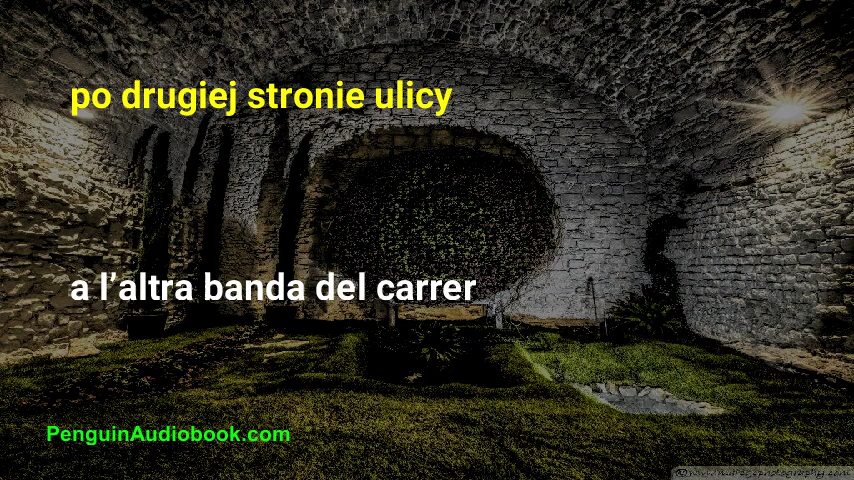 po drugiej stronie ulicy
a l’altra banda del carrer
PenguinAudiobook.com